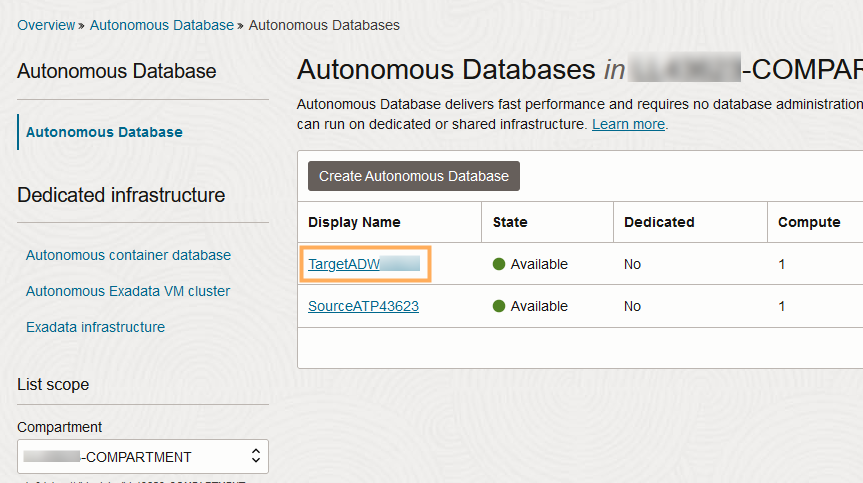 Overview » Autonomous Database » Autonomous Databases
Autonomous Database
Autonomous Database
Dedicated infrastructure
Autonomous container database
Autonomous Exadata VM cluster
Exadata infrastructure
List scope
Compartment
-COMPARTMENT
Autonomous Databases in -COMPAR
Autonomous Database delivers fast performance and requires no database administration
can run on dedicated or shared infrastructure. Learn more.
Create Autonomous Database
Display Name State Dedicated Compute
TargetADW Available No 1
SourceATP43623 Available No 1